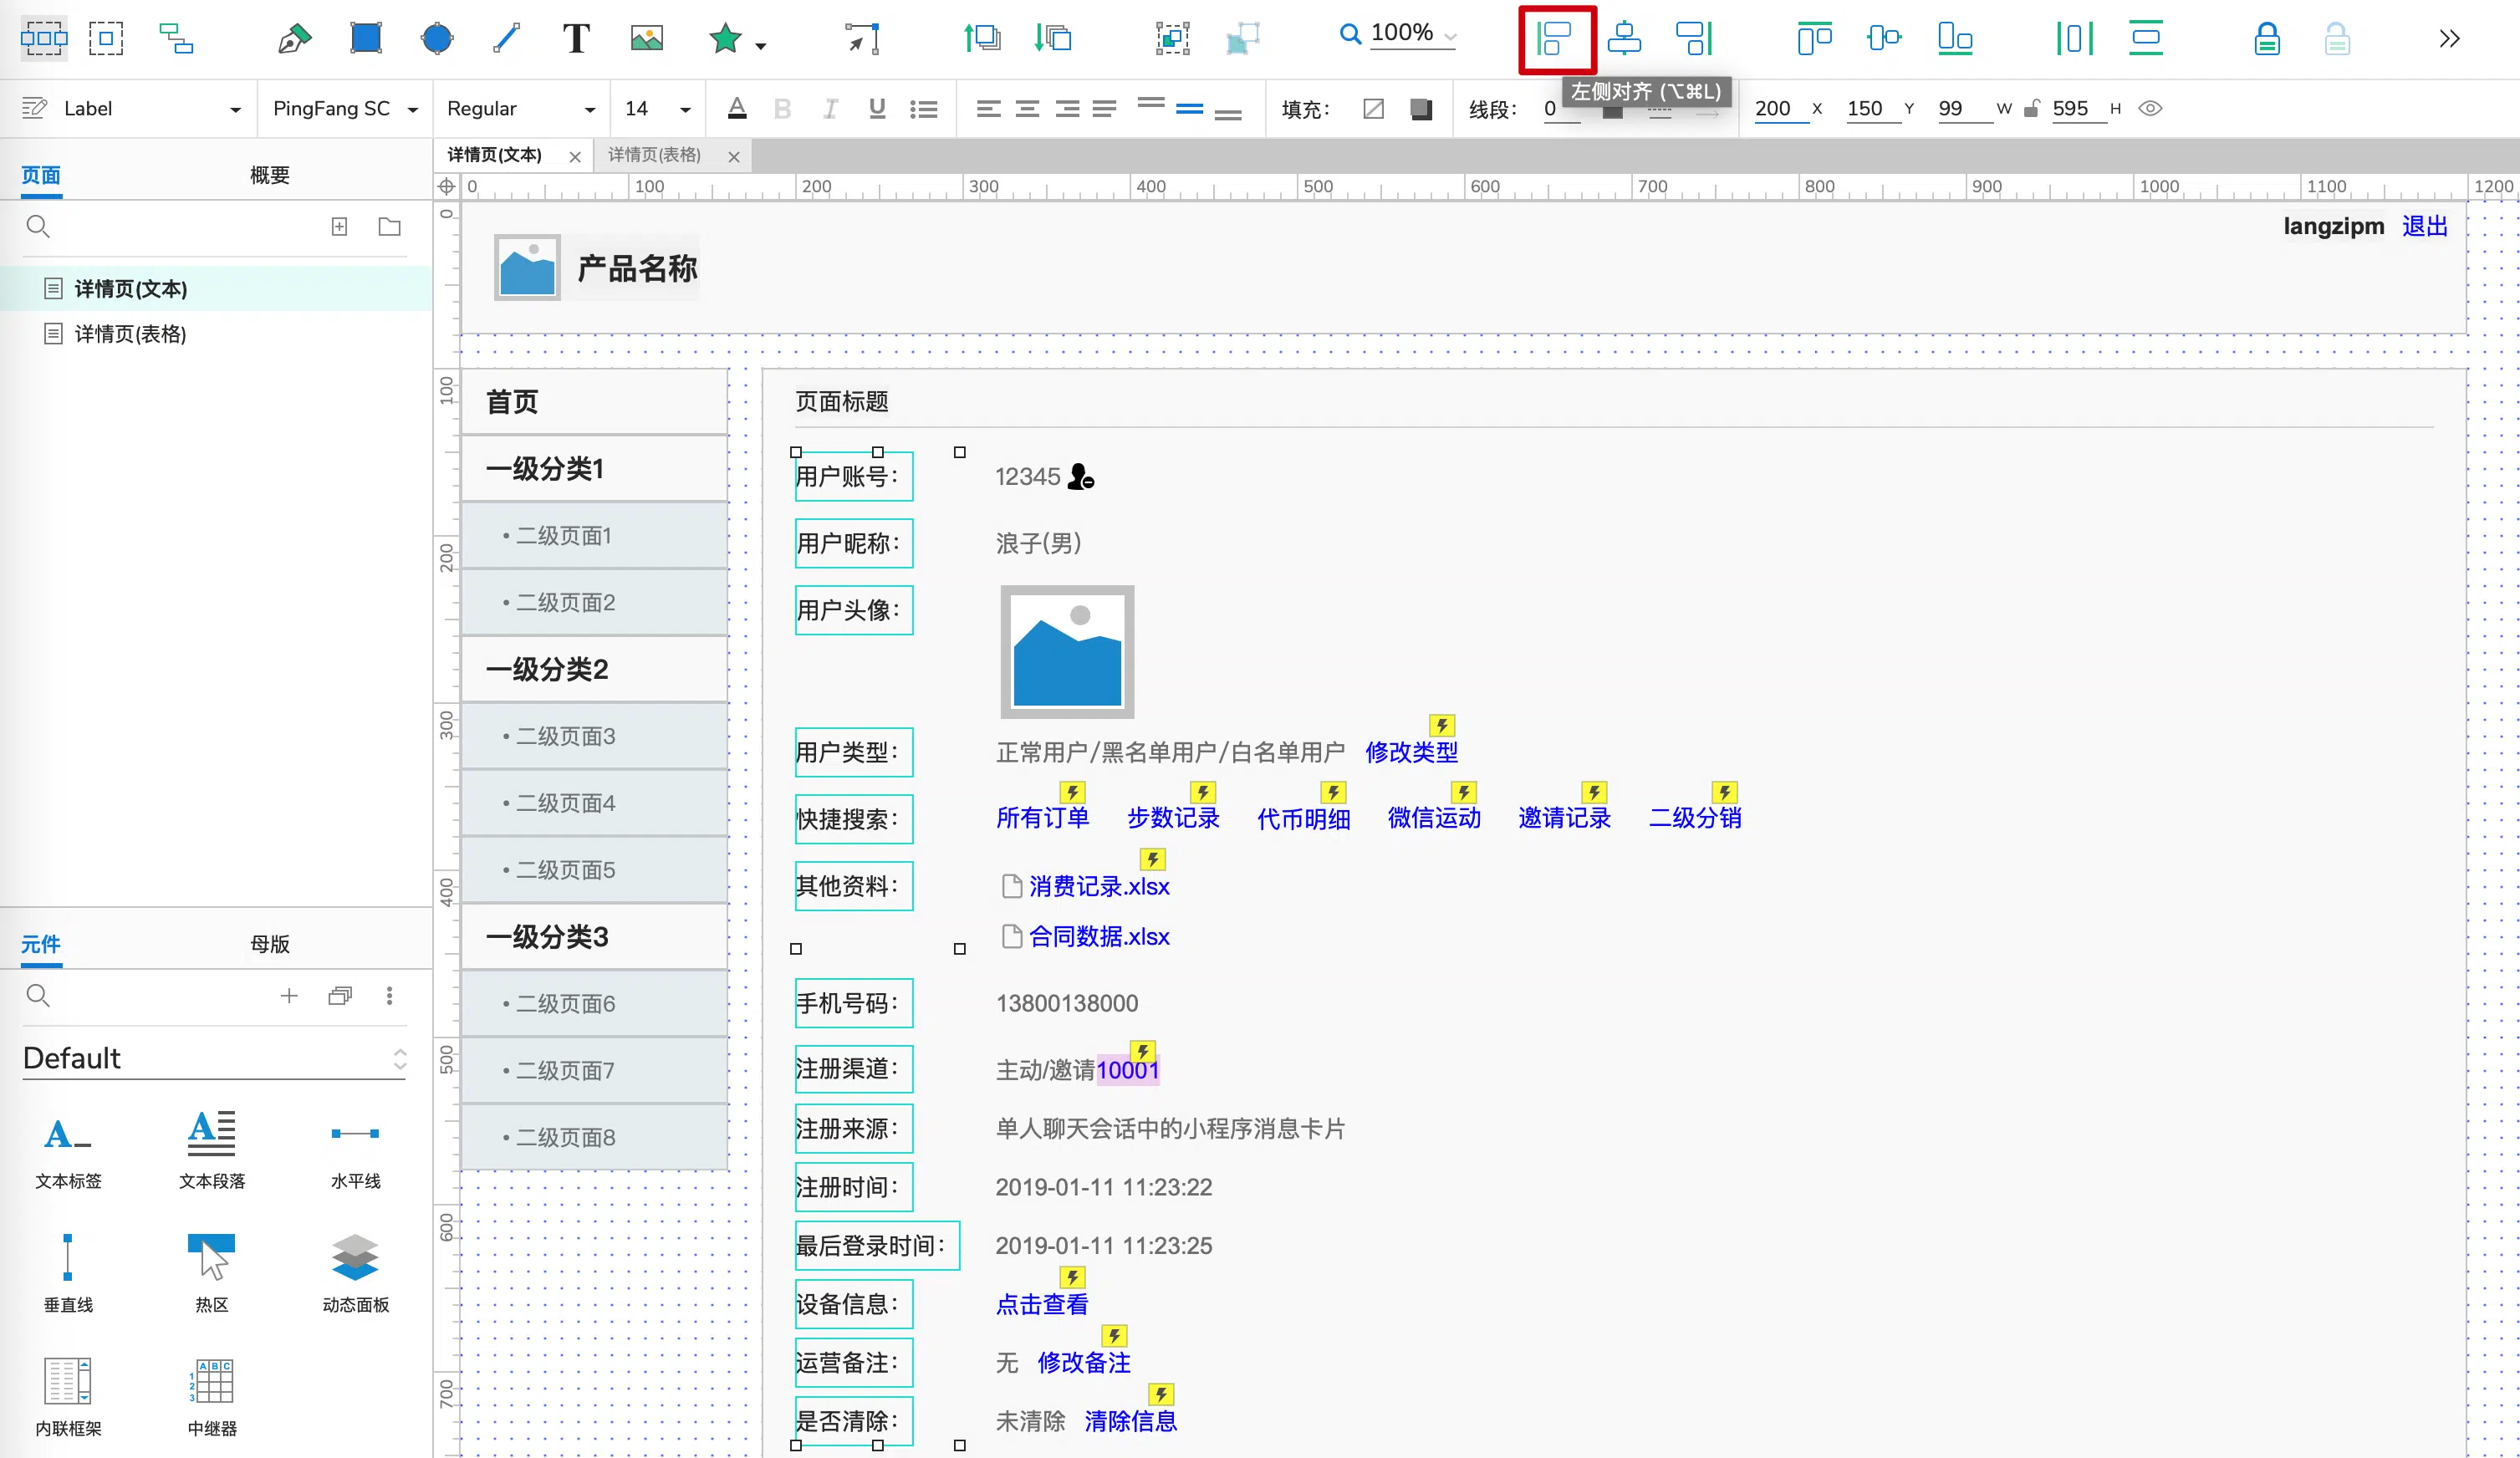 100%
左侧对齐 (⌥⌘L)
Label PingFang SC Regular 14 填充： 线段： 0 200 X 150 Y 99 W 595 H
页面 概要
详情页(文本) 详情页(表格)
0 100 200 300 400 500 600 700 800 900 1000 1100 1200
详情页(文本)
详情页(表格)
0
100
200
300
400
500
600
700
langzipm 退出
产品名称
首页
一级分类1
• 二级页面1
• 二级页面2
一级分类2
• 二级页面3
• 二级页面4
• 二级页面5
一级分类3
• 二级页面6
• 二级页面7
• 二级页面8
页面标题
用户账号： 12345
用户昵称： 浪子(男)
用户头像：
用户类型： 正常用户/黑名单用户/白名单用户 修改类型
快捷搜索： 所有订单 步数记录 代币明细 微信运动 邀请记录 二级分销
其他资料： 消费记录.xlsx
合同数据.xlsx
手机号码： 13800138000
注册渠道： 主动/邀请10001
注册来源： 单人聊天会话中的小程序消息卡片
注册时间： 2019-01-11 11:23:22
最后登录时间： 2019-01-11 11:23:25
设备信息： 点击查看
运营备注： 无 修改备注
是否清除： 未清除 清除信息
元件 母版
Default
文本标签 文本段落 水平线
垂直线 热区 动态面板
内联框架 中继器